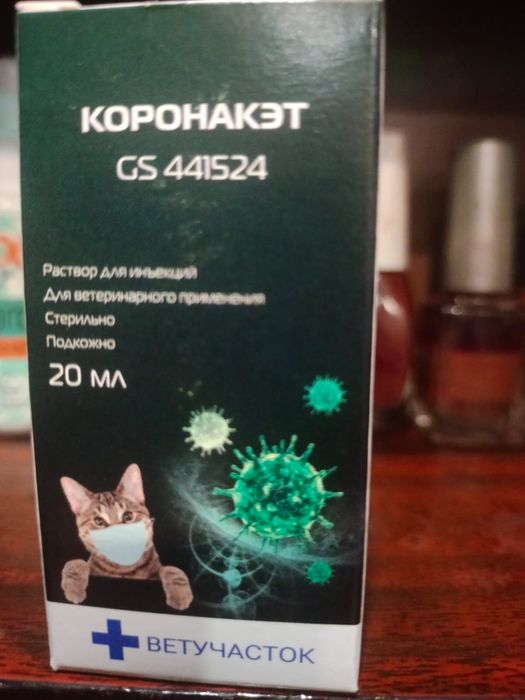 КОРОНАКЭТ
GS 441524
Раствор для инъекций
Для ветеринарного применения
Стерильно
Подкожно
20 МЛ
ВЕТУЧАСТОК